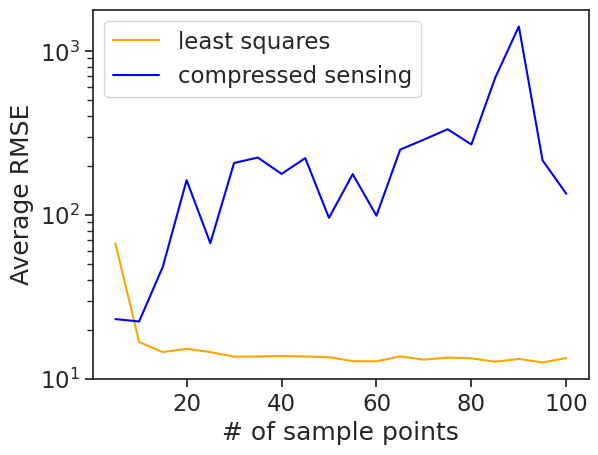 least squares
compressed sensing
10³
10²
10¹
Average RMSE
20
40
60
80
100
# of sample points